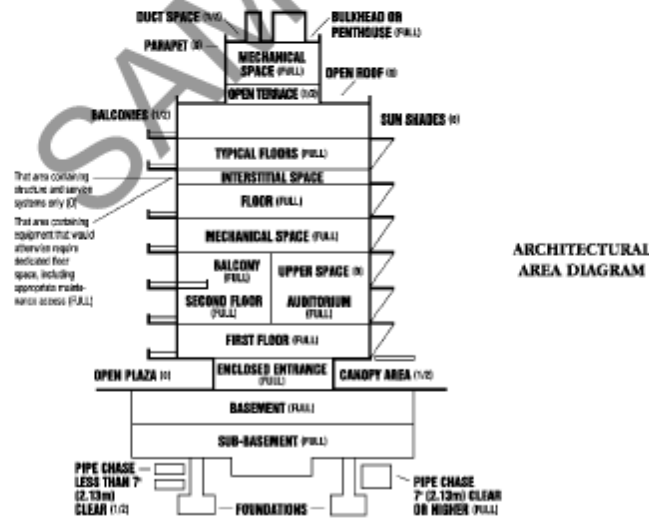 DUCT SPACE
BULKHEAD OR
PENTHOUSE (FULL)
PARAPET (0)
MECHANICAL
SPACE (FULL)
OPEN ROOF (0)
OPEN TERRACE (1/2)
BALCONIES (1/2)
SUN SHADES (0)
TYPICAL FLOORS (FULL)
That area containing
structure and service
systems only (0)
INTERSTITIAL SPACE
FLOOR (FULL)
That area containing
equipment that would
otherwise require
dedicated floor
space, including
appropriate mainte-
nance access (FULL)
MECHANICAL SPACE (FULL)
ARCHITECTURAL
AREA DIAGRAM
BALCONY
(FULL)
UPPER SPACE (0)
SECOND FLOOR
(FULL)
AUDITORIUM
(FULL)
FIRST FLOOR (FULL)
OPEN PLAZA (0)
ENCLOSED ENTRANCE
(FULL)
CANOPY AREA (1/2)
BASEMENT (FULL)
SUB-BASEMENT (FULL)
PIPE CHASE
LESS THAN 7'
(2.13m)
CLEAR (1/2)
FOUNDATIONS
PIPE CHASE
7' (2.13m) CLEAR
OR HIGHER (FULL)
SAM